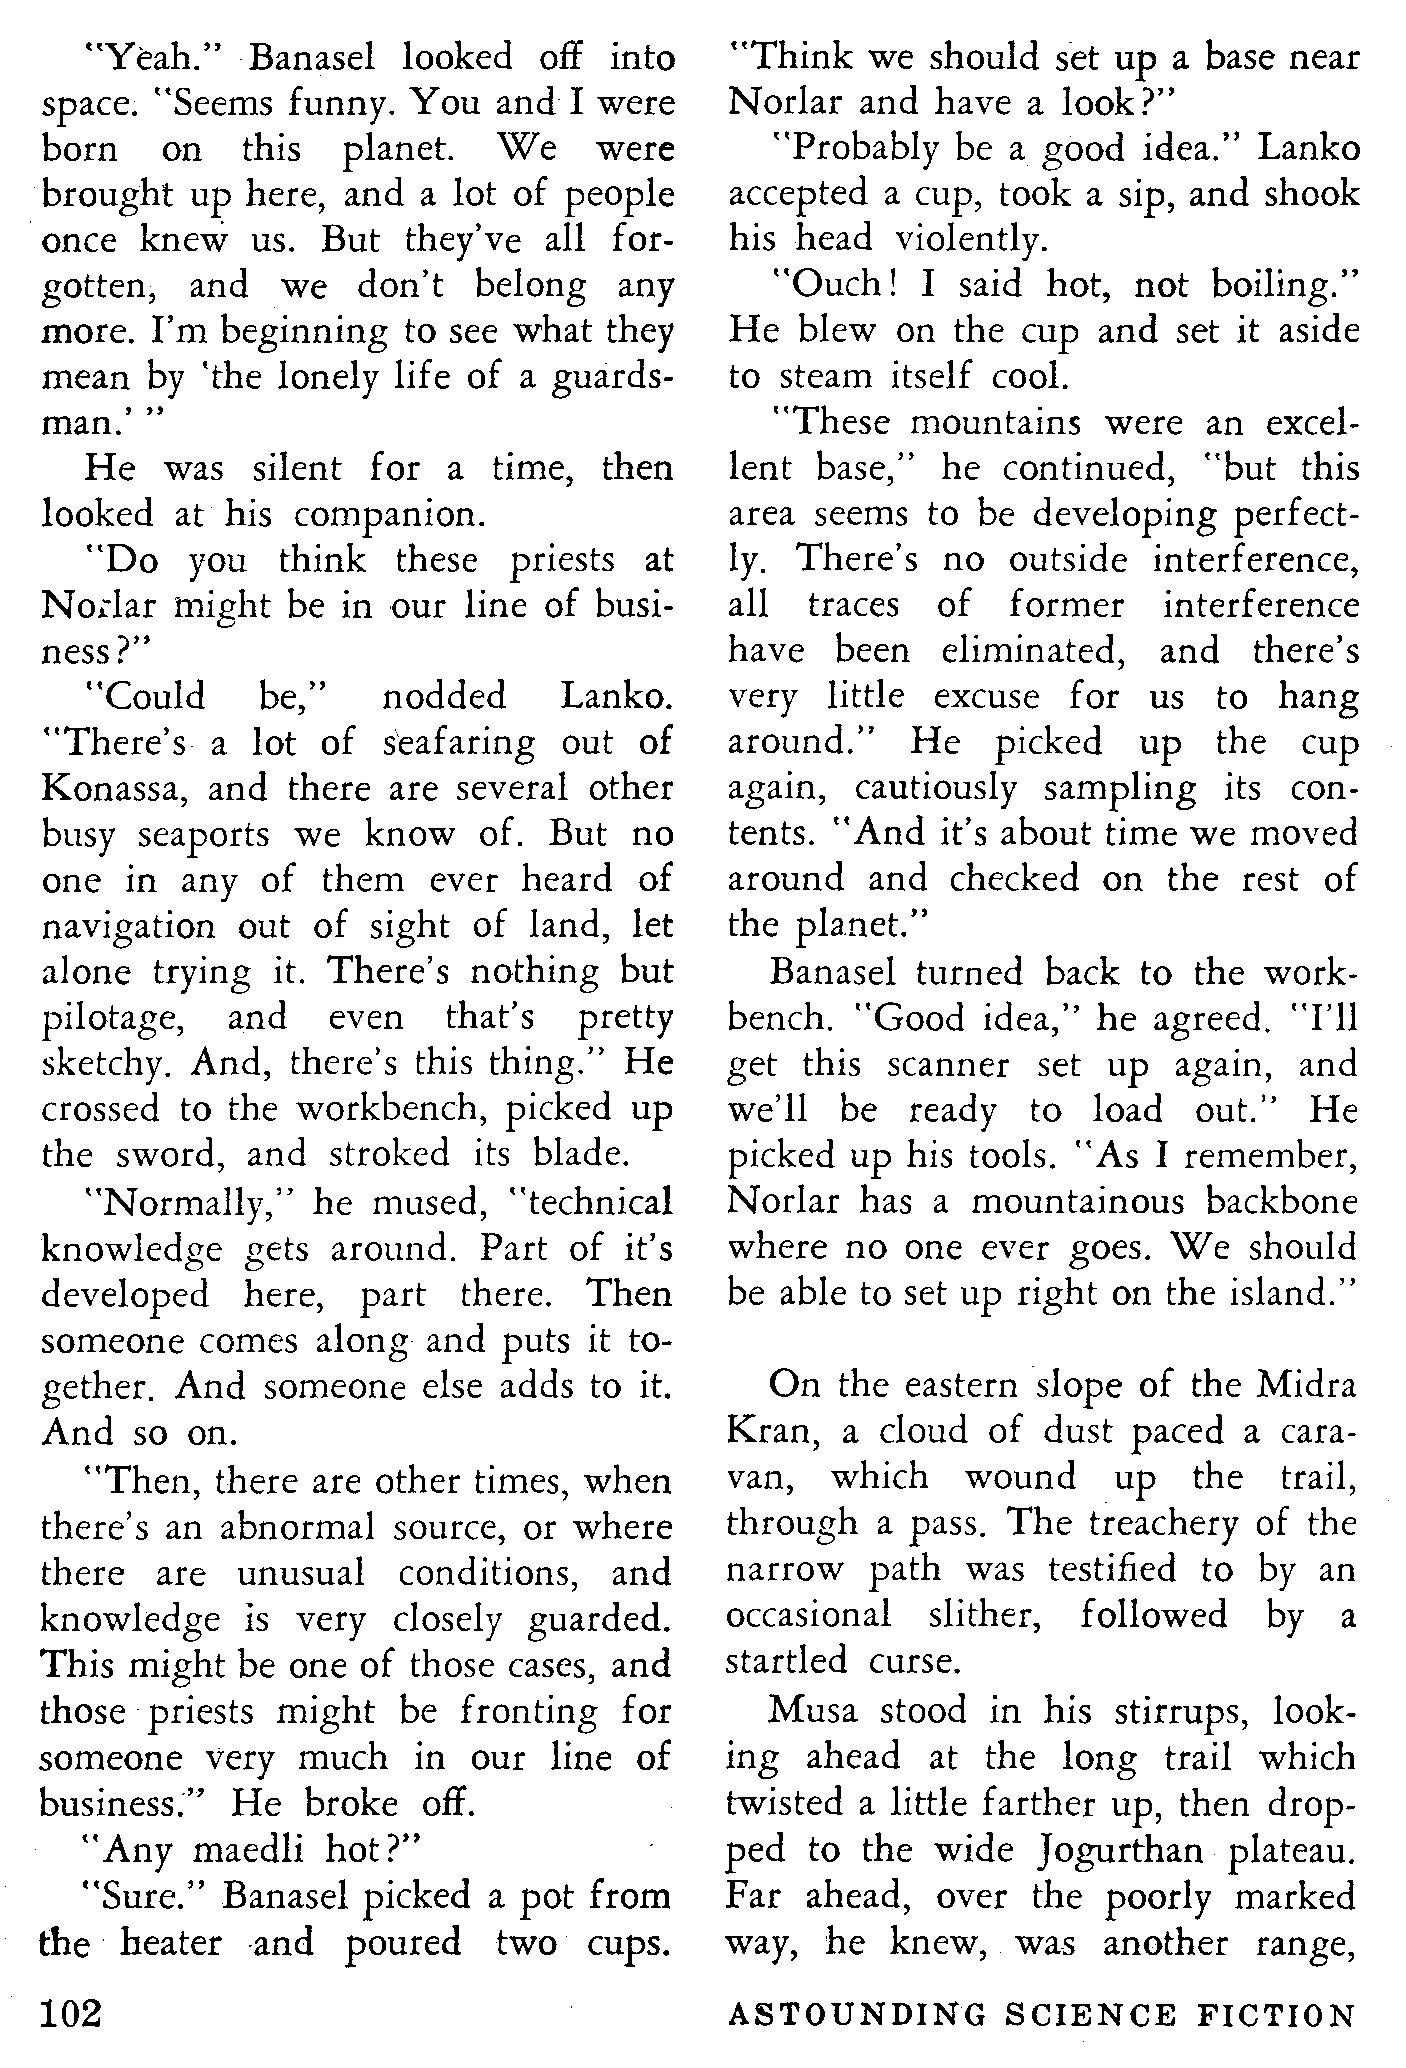 "Yeah." Banasel looked off into
space. "Seems funny. You and I were
born on this planet. We were
brought up here, and a lot of people
once knew us. But they've all for-
gotten, and we don't belong any
more. I'm beginning to see what they
mean by 'the lonely life of a guards-
man.' "
He was silent for a time, then
looked at his companion.
"Do you think these priests at
Norlar might be in our line of busi-
ness?"
"Could be," nodded Lanko.
"There's a lot of seafaring out of
Konassa, and there are several other
busy seaports we know of. But no
one in any of them ever heard of
navigation out of sight of land, let
alone trying it. There's nothing but
pilotage, and even that's pretty
sketchy. And, there's this thing." He
crossed to the workbench, picked up
the sword, and stroked its blade.
"Normally," he mused, "technical
knowledge gets around. Part of it's
developed here, part there. Then
someone comes along and puts it to-
gether. And someone else adds to it.
And so on.
"Then, there are other times, when
there's an abnormal source, or where
there are unusual conditions, and
knowledge is very closely guarded.
This might be one of those cases, and
those priests might be fronting for
someone very much in our line of
business." He broke off.
"Any maedli hot?"
"Sure." Banasel picked a pot from
the heater and poured two cups.
"Think we should set up a base near
Norlar and have a look?"
"Probably be a good idea." Lanko
accepted a cup, took a sip, and shook
his head violently.
"Ouch! I said hot, not boiling."
He blew on the cup and set it aside
to steam itself cool.
"These mountains were an excel-
lent base," he continued, "but this
area seems to be developing perfect-
ly. There's no outside interference,
all traces of former interference
have been eliminated, and there's
very little excuse for us to hang
around." He picked up the cup
again, cautiously sampling its con-
tents. "And it's about time we moved
around and checked on the rest of
the planet."
Banasel turned back to the work-
bench. "Good idea," he agreed. "I'll
get this scanner set up again, and
we'll be ready to load out." He
picked up his tools. "As I remember,
Norlar has a mountainous backbone
where no one ever goes. We should
be able to set up right on the island."
On the eastern slope of the Midra
Kran, a cloud of dust paced a cara-
van, which wound up the trail,
through a pass. The treachery of the
narrow path was testified to by an
occasional slither, followed by a
startled curse.
Musa stood in his stirrups, look-
ing ahead at the long trail which
twisted a little farther up, then drop-
ped to the wide Jogurthan plateau.
Far ahead, over the poorly marked
way, he knew, was another range,
102
ASTOUNDING SCIENCE FICTION